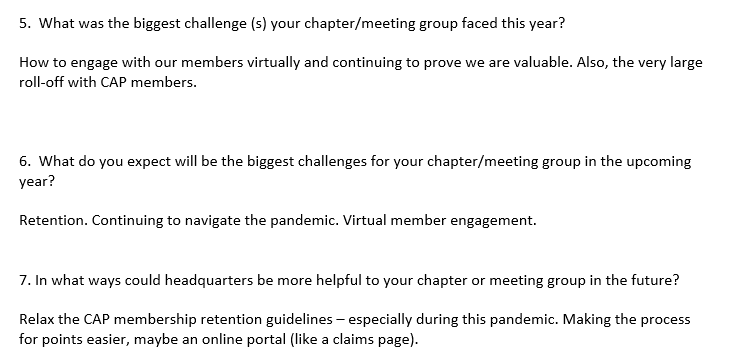 5. What was the biggest challenge (s) your chapter/meeting group faced this year?
How to engage with our members virtually and continuing to prove we are valuable. Also, the very large
roll-off with CAP members.
6. What do you expect will be the biggest challenges for your chapter/meeting group in the upcoming
year?
Retention. Continuing to navigate the pandemic. Virtual member engagement.
7. In what ways could headquarters be more helpful to your chapter or meeting group in the future?
Relax the CAP membership retention guidelines – especially during this pandemic. Making the process
for points easier, maybe an online portal (like a claims page).